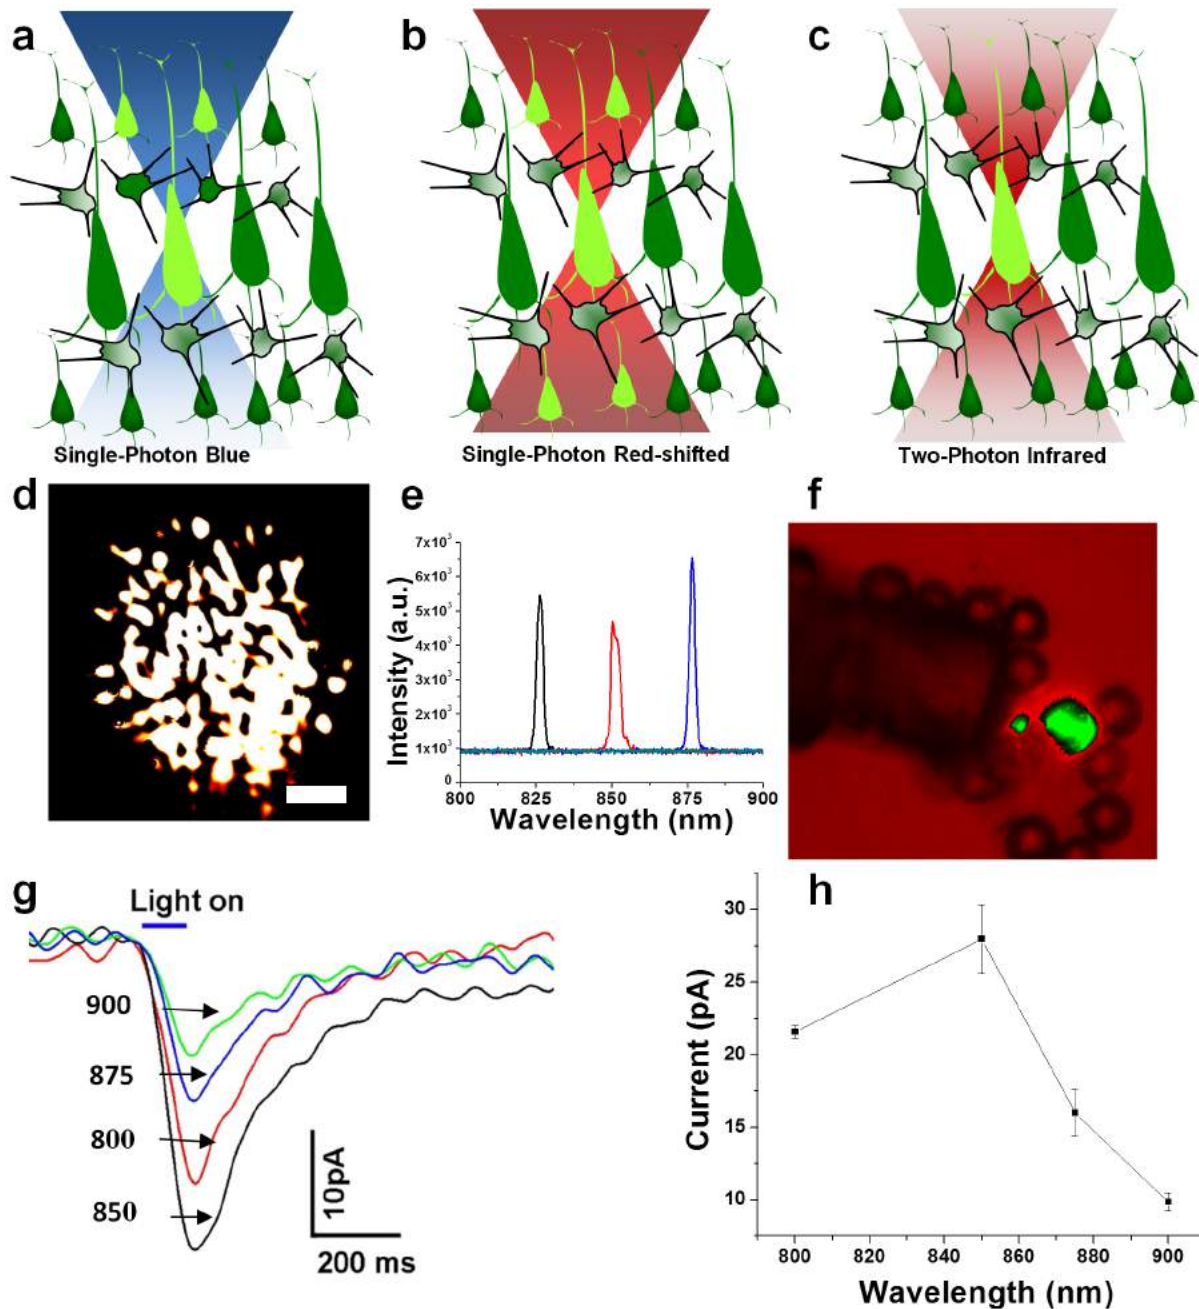 a
b
c
Single-Photon Blue
Single-Photon Red-shifted
Two-Photon Infrared
d
e
f
7x10³
6x10³
5x10³
4x10³
3x10³
2x10³
1x10³
0
Intensity (a.u.)
800 825 850 875 900
Wavelength (nm)
g
Light on
900
875
800
850
10pA
200 ms
h
30
25
20
15
10
Current (pA)
800 820 840 860 880 900
Wavelength (nm)